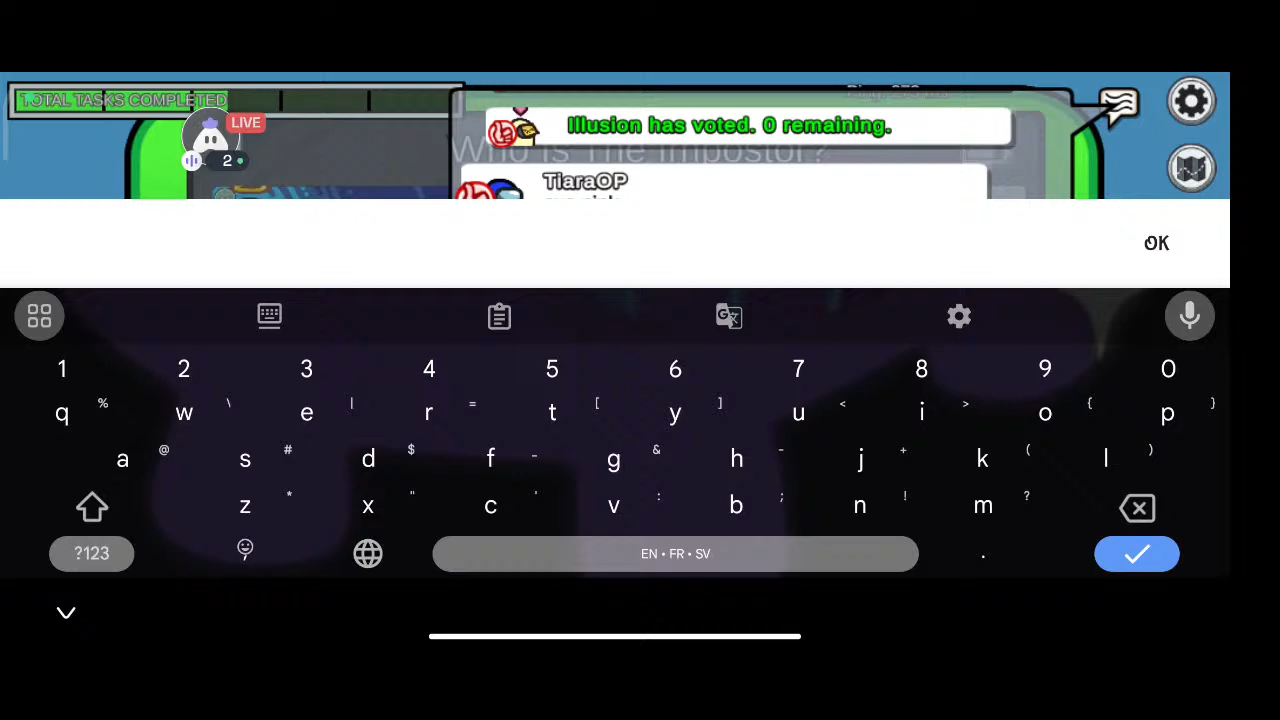 TOTAL TASKS COMPLETED
LIVE
2
Illusion has voted. 0 remaining.
Who Is The Impostor?
TiaraOP
OK
1 2 3 4 5 6 7 8 9 0
q % w \ e | r = t [ y ] u < i > o { p }
a @ s # d $ f - g & h - j + k ( l )
z * x " c ' v : b ; n ! m ?
?123 EN • FR • SV .